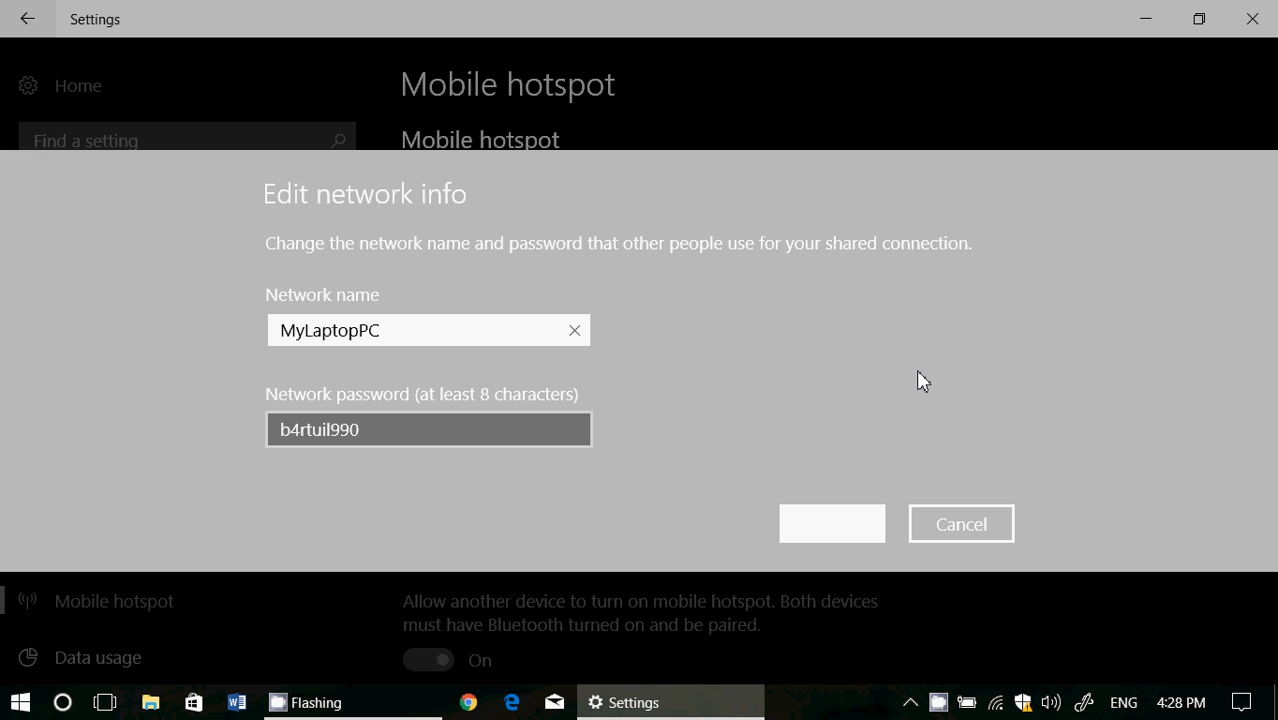 Settings
Home
Mobile hotspot
Find a setting
Mobile hotspot
Edit network info
Change the network name and password that other people use for your shared connection.
Network name
MyLaptopPC
Network password (at least 8 characters)
b4rtuil990
Cancel
Mobile hotspot
Allow another device to turn on mobile hotspot. Both devices
must have Bluetooth turned on and be paired.
Data usage
On
Flashing
Settings
ENG
4:28 PM